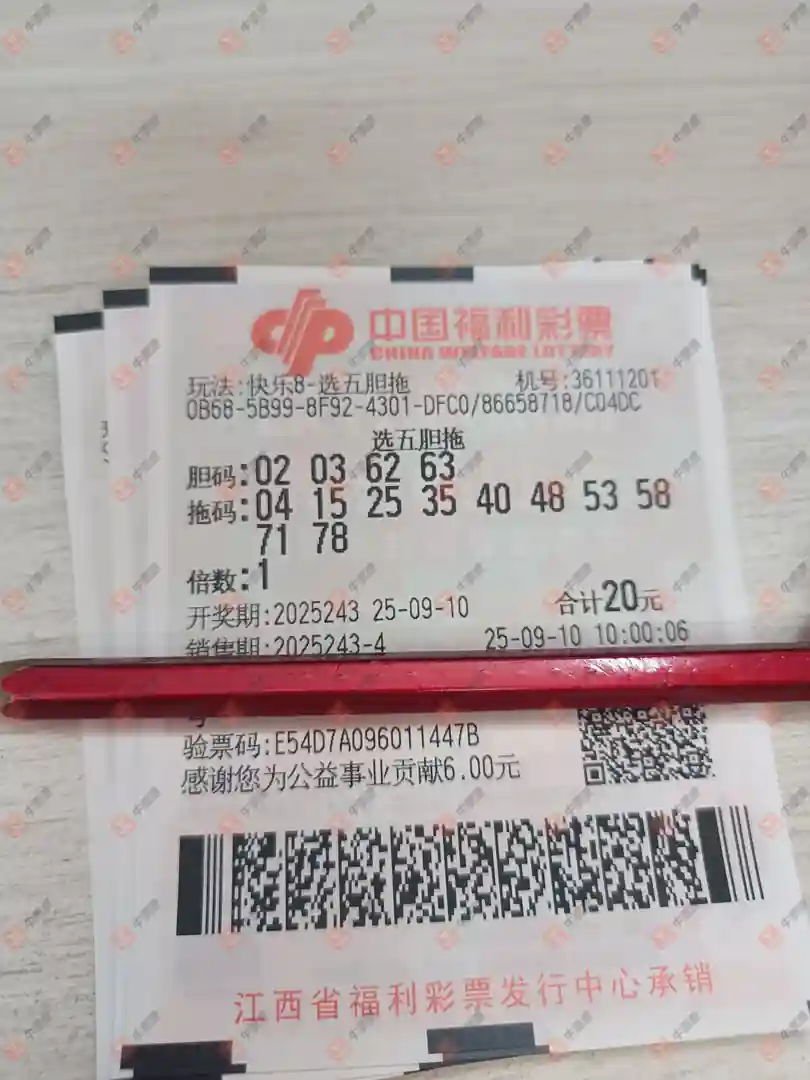 中国福利彩票
CHINA WELFARE LOTTERY
玩法:快乐8-选五胆拖 机号:36111201
0B68-5B99-8F92-4301-DFC0/86658718/C04DC
选五胆拖
胆码:02 03 62 63
拖码:04 15 25 35 40 48 53 58
71 78
倍数:1
开奖期:2025243 25-09-10 合计20元
销售期:2025243-4 25-09-10 10:00:06
验票码:E54D7A096011447B
感谢您为公益事业贡献6.00元
江西省福利彩票发行中心承销